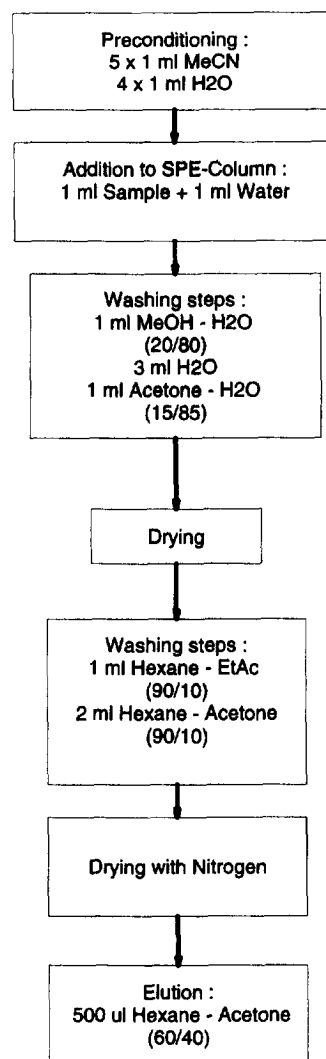 Preconditioning :
5 x 1 ml MeCN
4 x 1 ml H2O
Addition to SPE-Column :
1 ml Sample + 1 ml Water
Washing steps :
1 ml MeOH - H2O
(20/80)
3 ml H2O
1 ml Acetone - H2O
(15/85)
Drying
Washing steps :
1 ml Hexane - EtAc
(90/10)
2 ml Hexane - Acetone
(90/10)
Drying with Nitrogen
Elution :
500 ul Hexane - Acetone
(60/40)